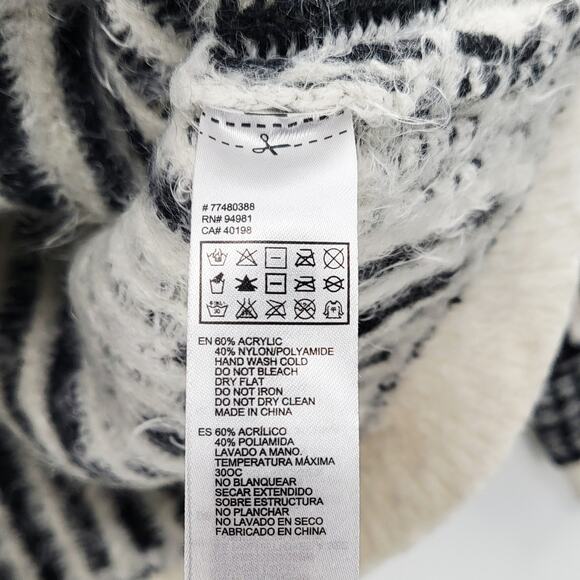 # 77480388
RN# 94981
CA# 40198
EN 60% ACRYLIC
40% NYLON/POLYAMIDE
HAND WASH COLD
DO NOT BLEACH
DRY FLAT
DO NOT IRON
DO NOT DRY CLEAN
MADE IN CHINA
ES 60% ACRÍLICO
40% POLIAMIDA
LAVADO A MANO.
TEMPERATURA MÁXIMA
30OC
NO BLANQUEAR
SECAR EXTENDIDO
SOBRE ESTRUCTURA
NO PLANCHAR
NO LAVADO EN SECO
FABRICADO EN CHINA